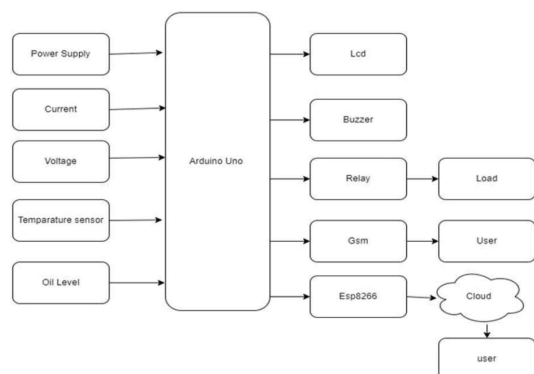 Power Supply
Current
Voltage
Temparature sensor
Oil Level
Arduino Uno
Lcd
Buzzer
Relay
Load
Gsm
User
Esp8266
Cloud
user